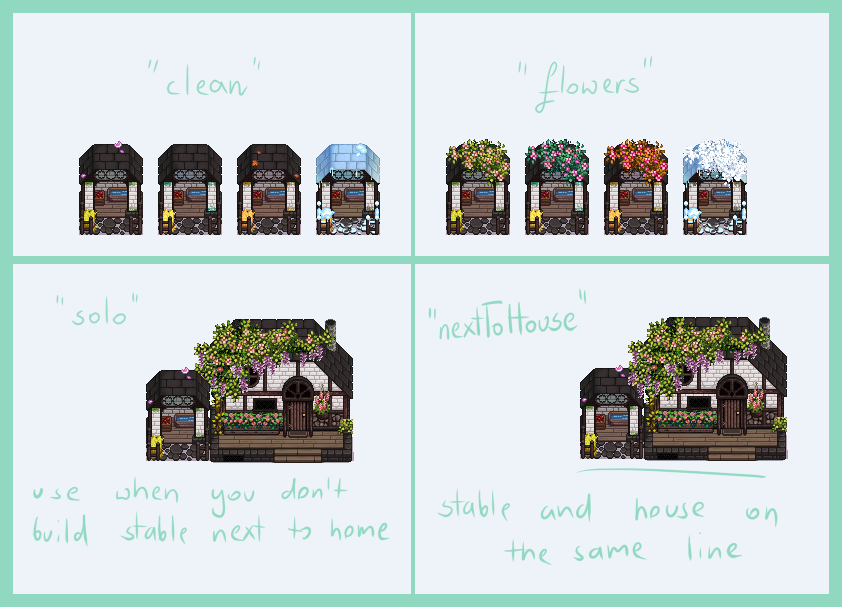 "clean"
"flowers"
"solo"
use when you don't
build stable next to home
"nextToHouse"
stable and house on
the same line